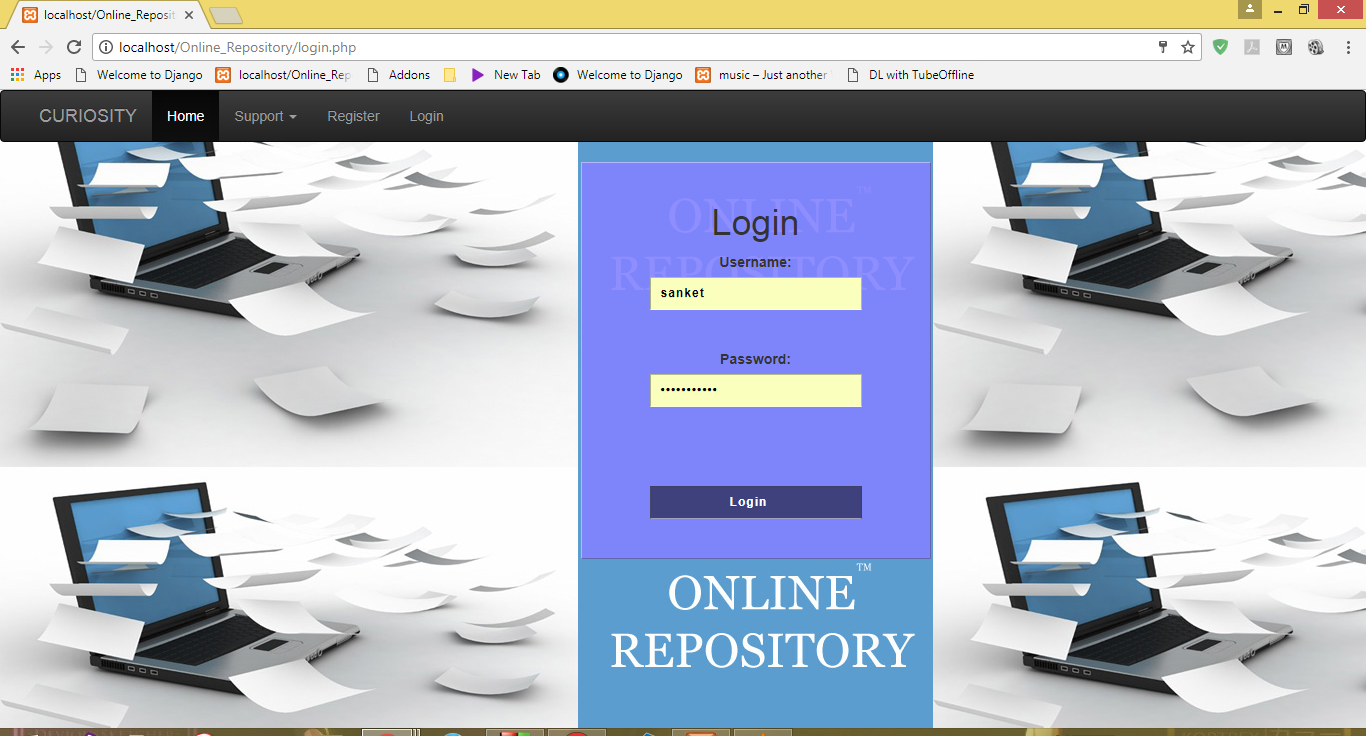 localhost/Online_Reposit
localhost/Online_Repository/login.php
Apps Welcome to Django localhost/Online_Rep Addons New Tab Welcome to Django music – Just another DL with TubeOffline
CURIOSITY Home Support Register Login
ONLINE™
REPOSITORY
Login
Username:
sanket
Password:
•••••••••••
Login
ONLINE™
REPOSITORY